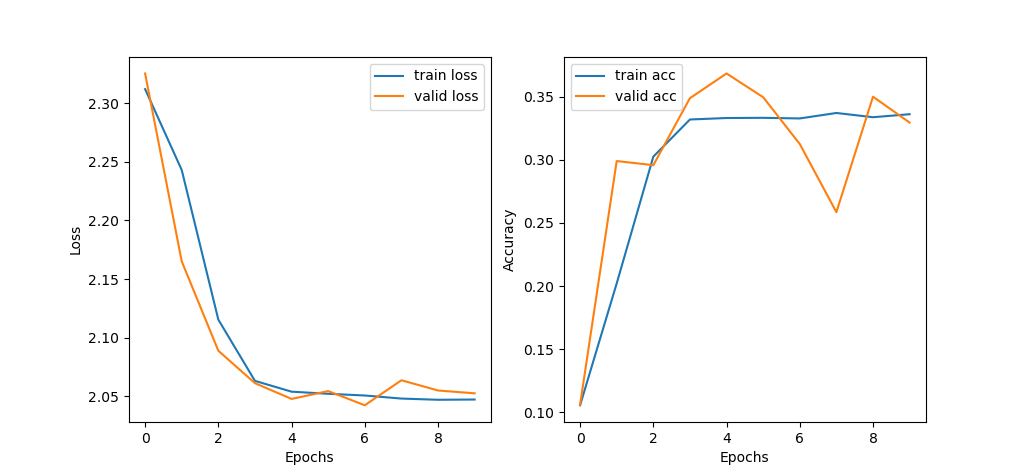 train loss
valid loss
2.30
2.25
2.20
2.15
2.10
2.05
0 2 4 6 8
Loss
Epochs
train acc
valid acc
0.35
0.30
0.25
0.20
0.15
0.10
0 2 4 6 8
Accuracy
Epochs